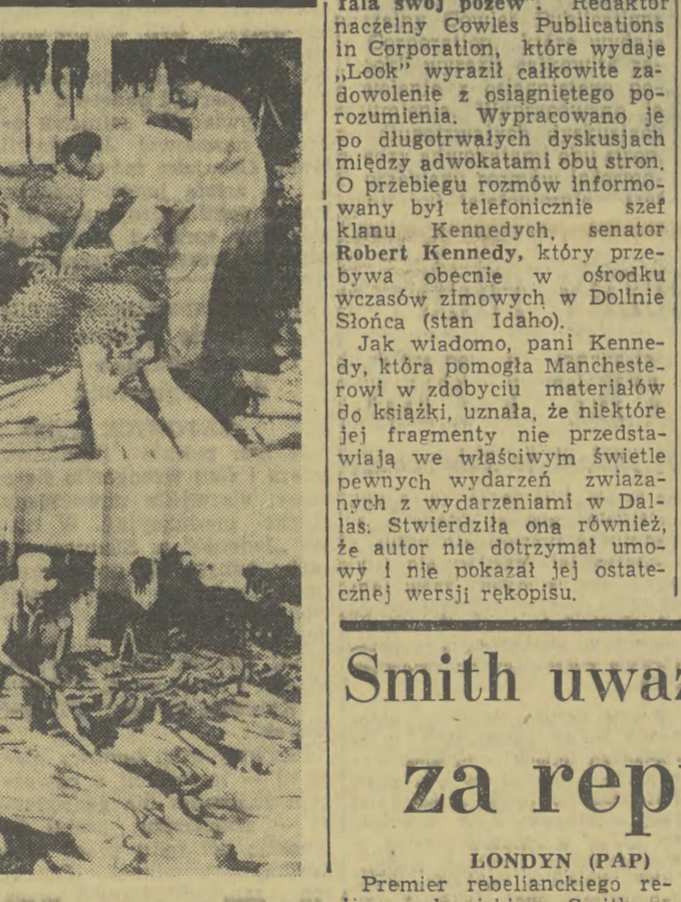 fala swój pozew". Redaktor
naczelny Cowles Publications
in Corporation, które wydaje
„Look” wyraził całkowite za-
dowolenie z osiągniętego po-
rozumienia. Wypracowano je
po długotrwałych dyskusjach
między adwokatami obu stron.
O przebiegu rozmów informo-
wany był telefonicznie szef
klanu Kennedych, senator
Robert Kennedy, który prze-
bywa obecnie w ośrodku
wczasów zimowych w Dolinie
Słońca (stan Idaho).
Jak wiadomo, pani Kenne-
dy, która pomogła Mancheste-
rowi w zdobyciu materiałów
do książki, uznała, że niektóre
jej fragmenty nie przedsta-
wiają we właściwym świetle
pewnych wydarzeń zwiaza-
nych z wydarzeniami w Dal-
las. Stwierdziła ona również,
że autor nie dotrzymał umo-
wy i nie pokazał jej ostate-
cznej wersji rękopisu.
Smith uwaz
za rep
LONDYN (PAP)
Premier rebelianckiego re-